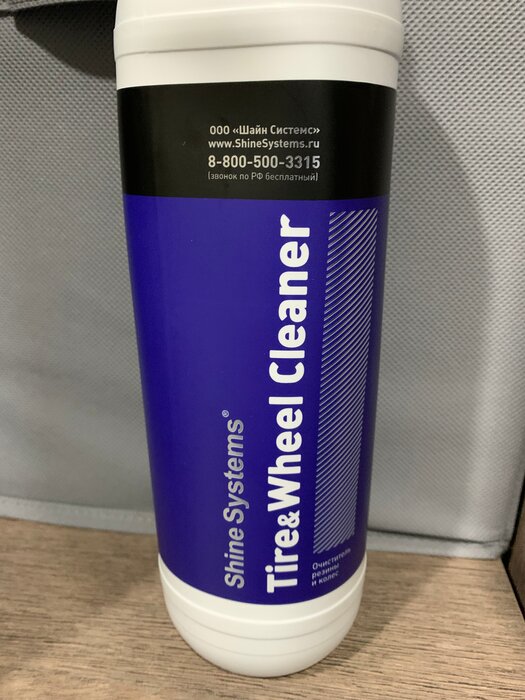 ООО «Шайн Системс»
www.ShineSystems.ru
8-800-500-3315
(звонок по РФ бесплатный)
Shine Systems®
Tire&Wheel Cleaner
Очиститель
резины
и колес